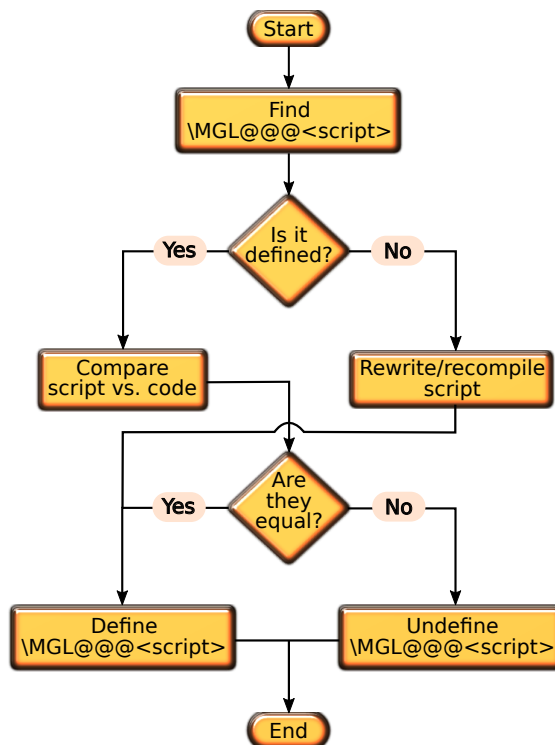 Start
Find
\MGL@@@<script>
Is it
defined?
Yes
No
Compare
script vs. code
Rewrite/recompile
script
Are
they
equal?
Yes
No
Define
\MGL@@@<script>
Undefine
\MGL@@@<script>
End